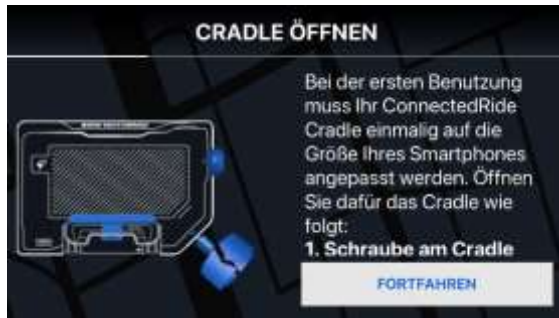 CRADLE ÖFFNEN
Bei der ersten Benutzung
muss Ihr ConnectedRide
Cradle einmalig auf die
Größe Ihres Smartphones
angepasst werden. Öffnen
Sie dafür das Cradle wie
folgt:
1. Schraube am Cradle
FORTFAHREN